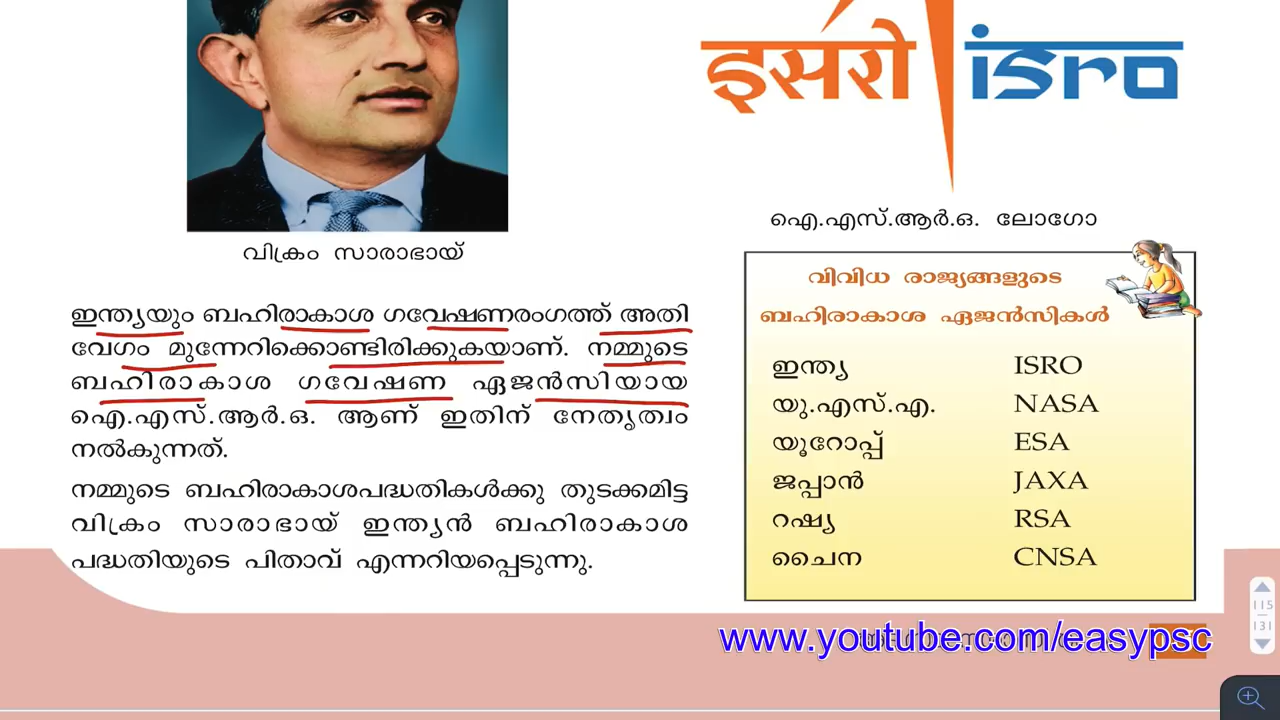 इसरो isro
ഐ.എസ്.ആർ.ഒ. ലോഗോ
വിക്രം സാരാഭായ്
ഇന്ത്യയും ബഹിരാകാശ ഗവേഷണരംഗത്ത് അതി
വേഗം മുന്നേറിക്കൊണ്ടിരിക്കുകയാണ്. നമ്മുടെ
ബഹിരാകാശ ഗവേഷണ ഏജൻസിയായ
ഐ.എസ്.ആർ.ഒ. ആണ് ഇതിന് നേതൃത്വം
നൽകുന്നത്.
നമ്മുടെ ബഹിരാകാശപദ്ധതികൾക്കു തുടക്കമിട്ട
വിക്രം സാരാഭായ് ഇന്ത്യൻ ബഹിരാകാശ
പദ്ധതിയുടെ പിതാവ് എന്നറിയപ്പെടുന്നു.
വിവിധ രാജ്യങ്ങളുടെ
ബഹിരാകാശ ഏജൻസികൾ
ഇന്ത്യ ISRO
യു.എസ്.എ. NASA
യൂറോപ്പ് ESA
ജപ്പാൻ JAXA
റഷ്യ RSA
ചൈന CNSA
www.youtube.com/easypsc
115
131